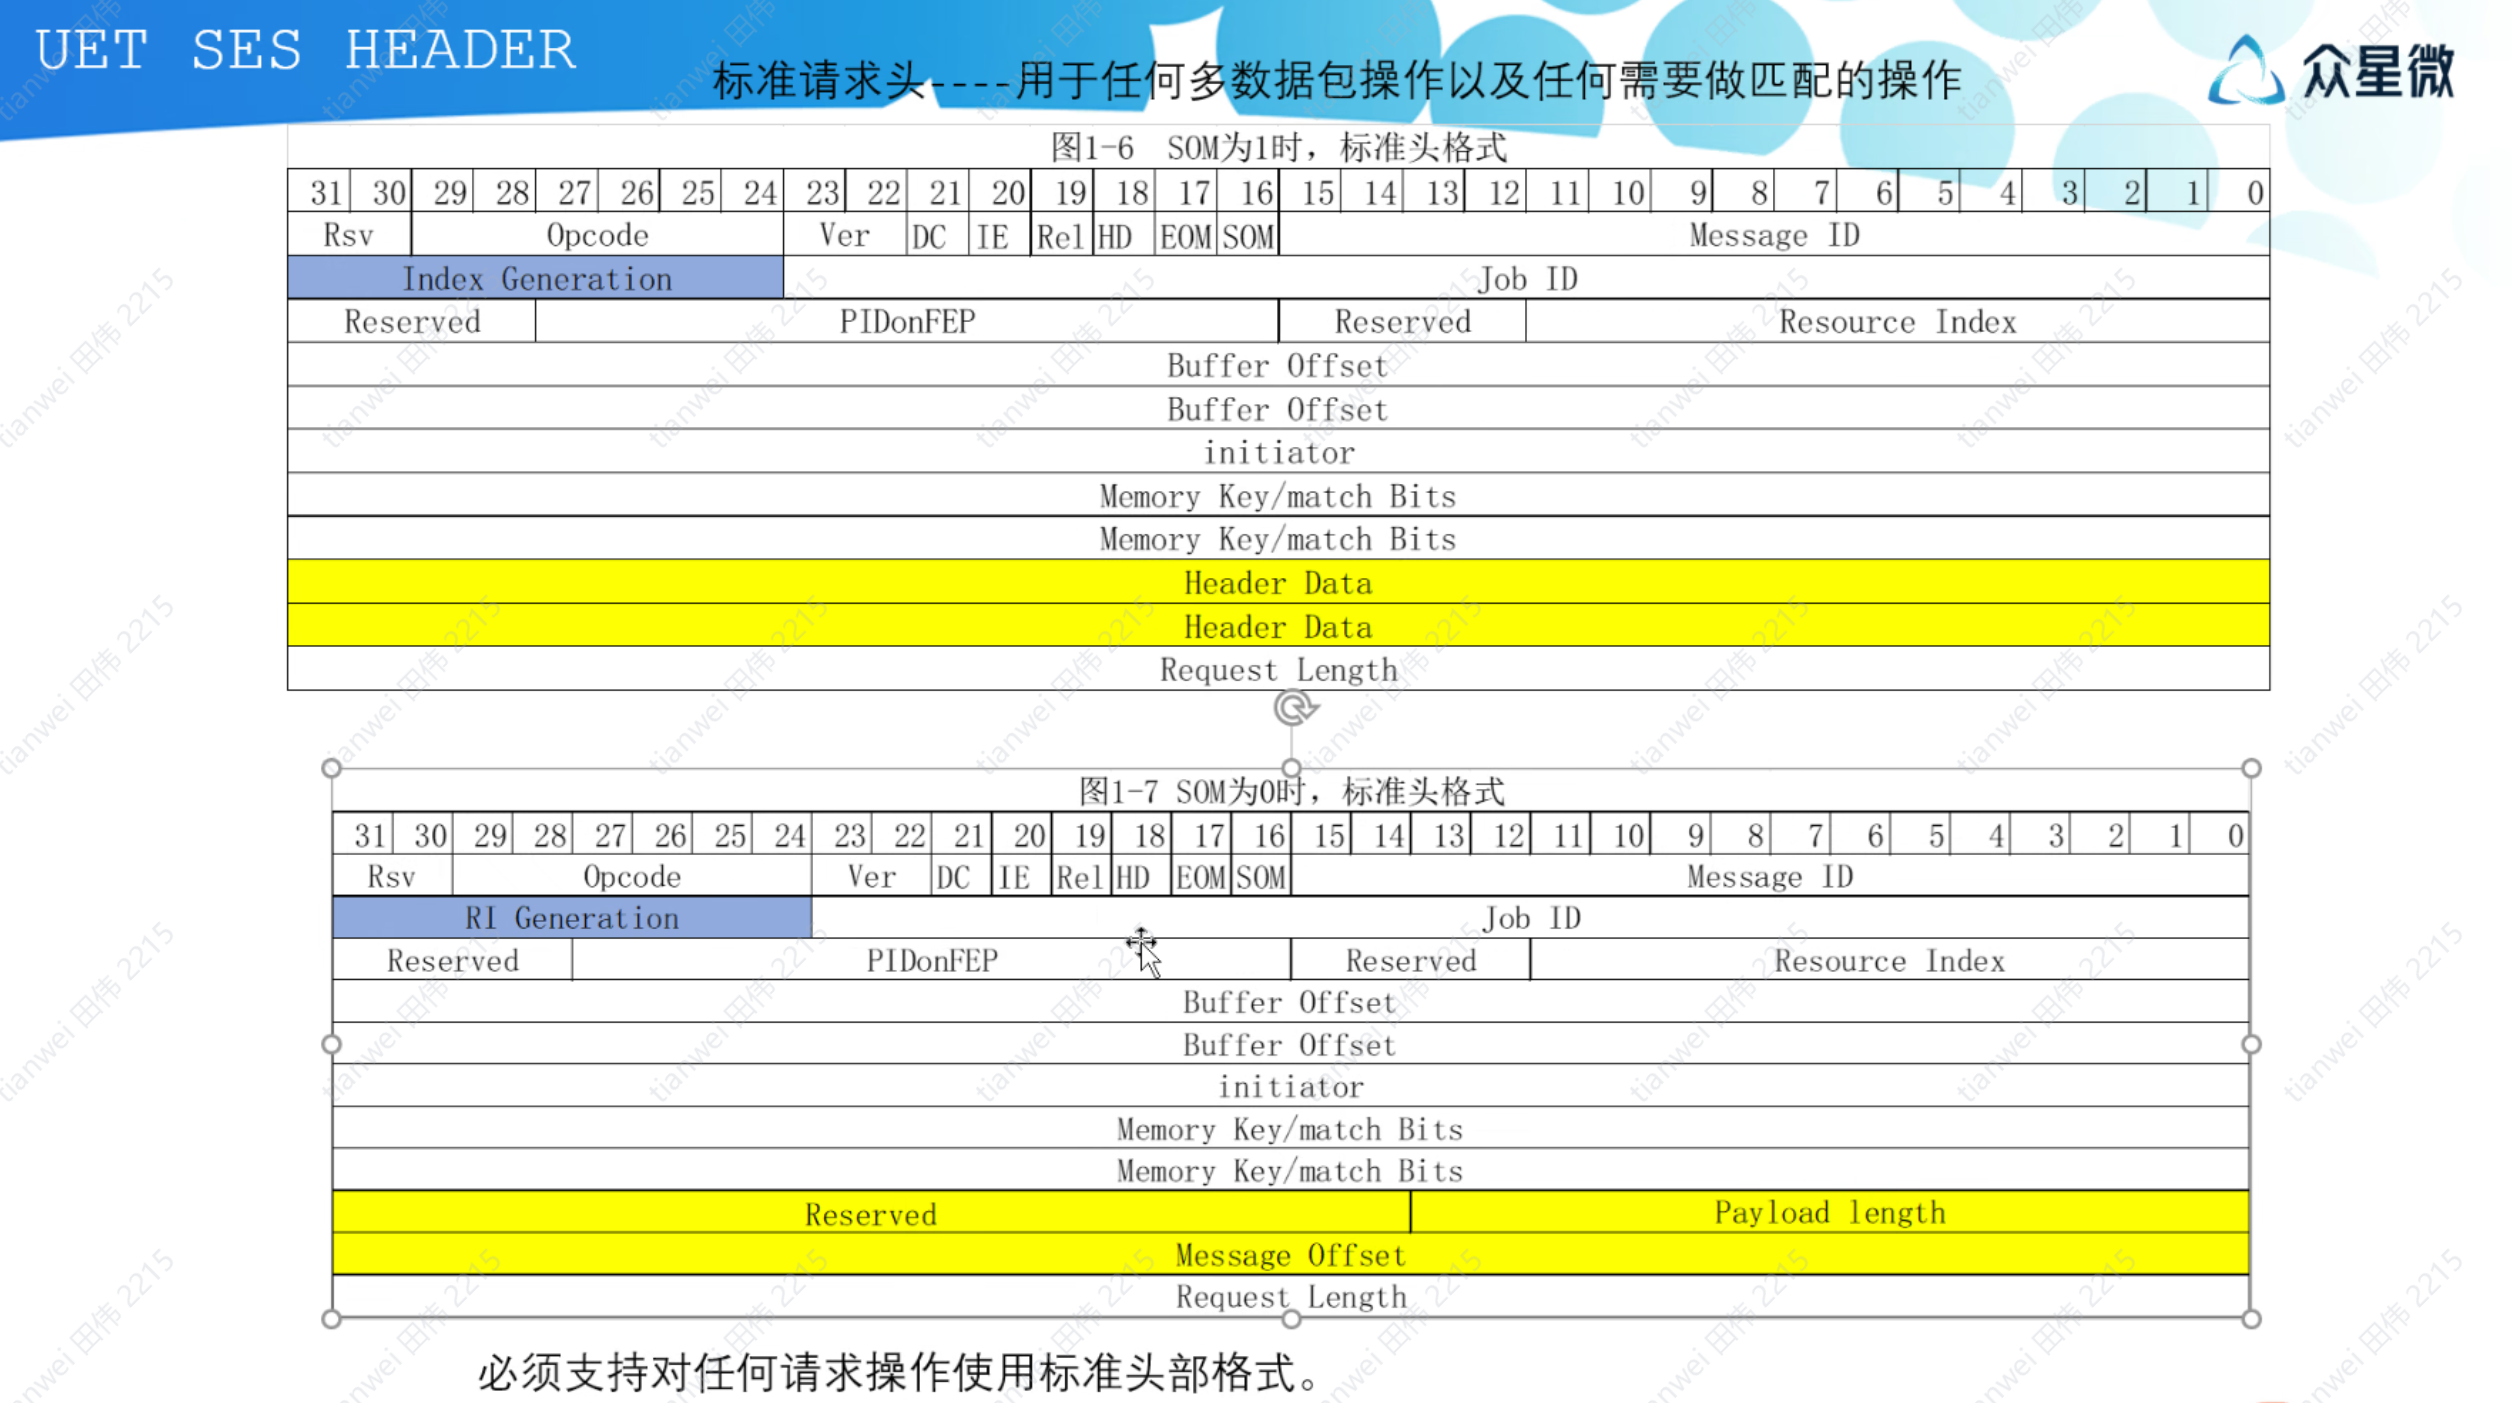 UET SES HEADER
标准请求头----用于任何多数据包操作以及任何需要做匹配的操作
众星微
图1-6 SOM为1时，标准头格式
31 30 29 28 27 26 25 24 23 22 21 20 19 18 17 16 15 14 13 12 11 10 9 8 7 6 5 4 3 2 1 0
Rsv Opcode Ver DC IE Rel HD EOM SOM Message ID
Index Generation Job ID
Reserved PIDonFEP Reserved Resource Index
Buffer Offset
Buffer Offset
initiator
Memory Key/match Bits
Memory Key/match Bits
Header Data
Header Data
Request Length
图1-7 SOM为0时，标准头格式
31 30 29 28 27 26 25 24 23 22 21 20 19 18 17 16 15 14 13 12 11 10 9 8 7 6 5 4 3 2 1 0
Rsv Opcode Ver DC IE Rel HD EOM SOM Message ID
RI Generation Job ID
Reserved PIDonFEP Reserved Resource Index
Buffer Offset
Buffer Offset
initiator
Memory Key/match Bits
Memory Key/match Bits
Reserved Payload length
Message Offset
Request Length
必须支持对任何请求操作使用标准头部格式。
tianwei 田伟 2215